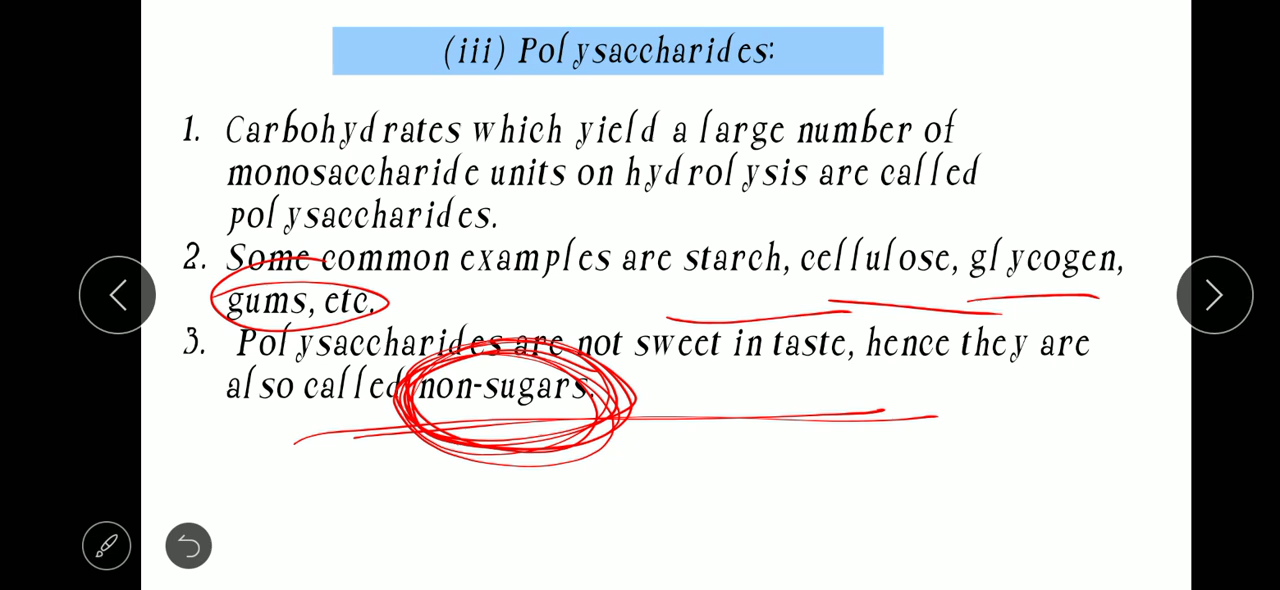 (iii) Polysaccharides:
1. Carbohydrates which yield a large number of
monosaccharide units on hydrolysis are called
polysaccharides.
2. Some common examples are starch, cellulose, glycogen,
gums, etc.
3. Polysaccharides are not sweet in taste, hence they are
also called non-sugars.